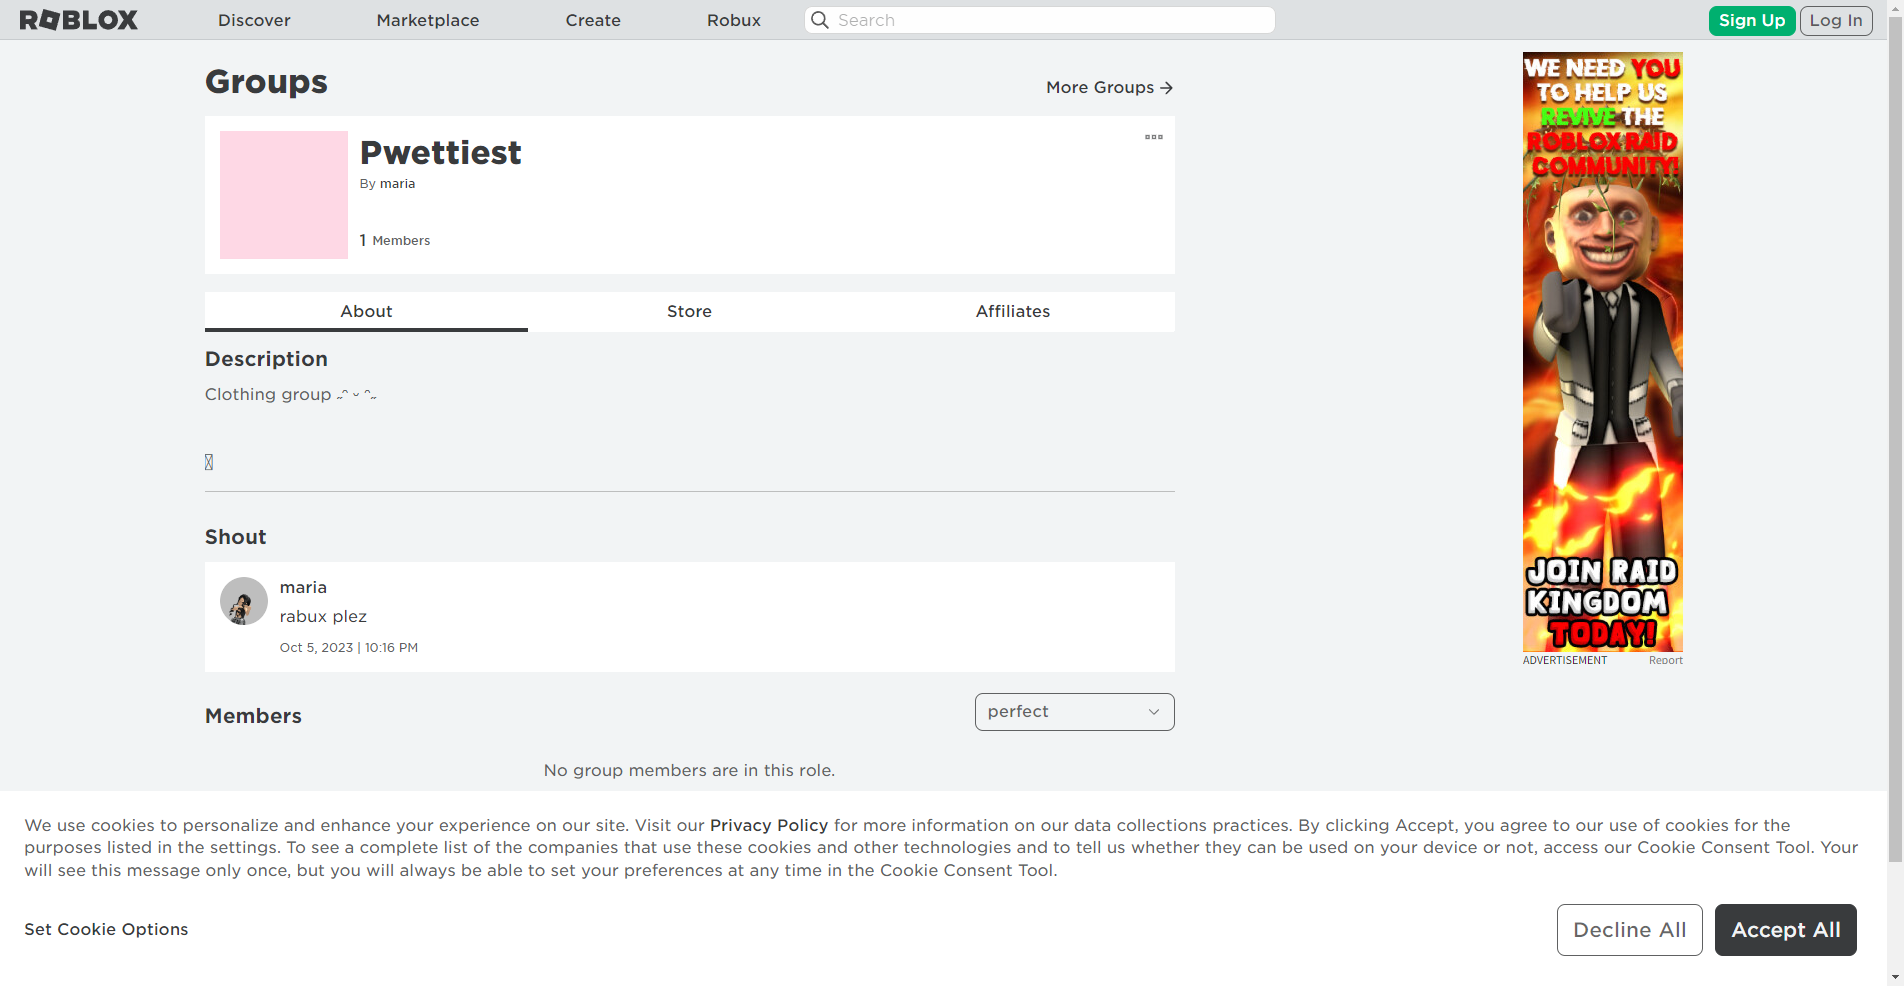 ROBLOX
Discover
Marketplace
Create
Robux
Search
Sign Up
Log In
Groups
More Groups →
Pwettiest
By maria
1 Members
About
Store
Affiliates
Description
Clothing group ˶ᵔ ᵕ ᵔ˶
Shout
maria
rabux plez
Oct 5, 2023 | 10:16 PM
Members
perfect
No group members are in this role.
WE NEED YOU
TO HELP US
REVIVE THE
ROBLOX RAID
COMMUNITY!
JOIN RAID
KINGDOM
TODAY!
ADVERTISEMENT
Report
We use cookies to personalize and enhance your experience on our site. Visit our Privacy Policy for more information on our data collections practices. By clicking Accept, you agree to our use of cookies for the
purposes listed in the settings. To see a complete list of the companies that use these cookies and other technologies and to tell us whether they can be used on your device or not, access our Cookie Consent Tool. Your
will see this message only once, but you will always be able to set your preferences at any time in the Cookie Consent Tool.
Set Cookie Options
Decline All
Accept All